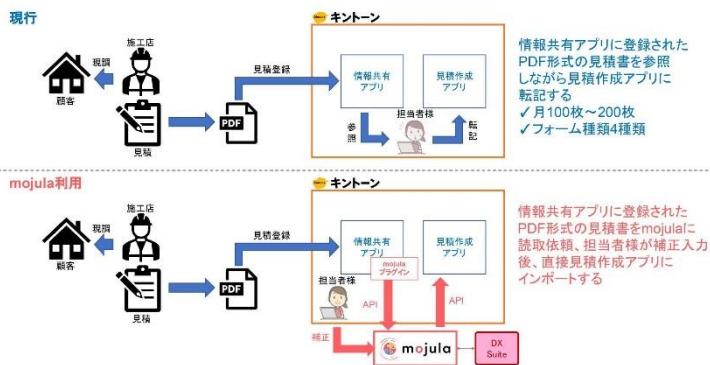 現行
キントーン
施工店
現調
顧客
見積登録
情報共有
アプリ
見積作成
アプリ
担当者様
参照
転記
PDF
見積
情報共有アプリに登録された
PDF形式の見積書を参照
しながら見積作成アプリに
転記する
✓月100枚～200枚
✓フォーム種類4種類
mojula利用
キントーン
施工店
現調
顧客
見積登録
情報共有
アプリ
見積作成
アプリ
mojula
プラグイン
担当者様
API
API
PDF
見積
補正
mojula
DX
Suite
情報共有アプリに登録された
PDF形式の見積書をmojulaに
読取依頼、担当者様が補正入力
後、直接見積作成アプリに
インポートする